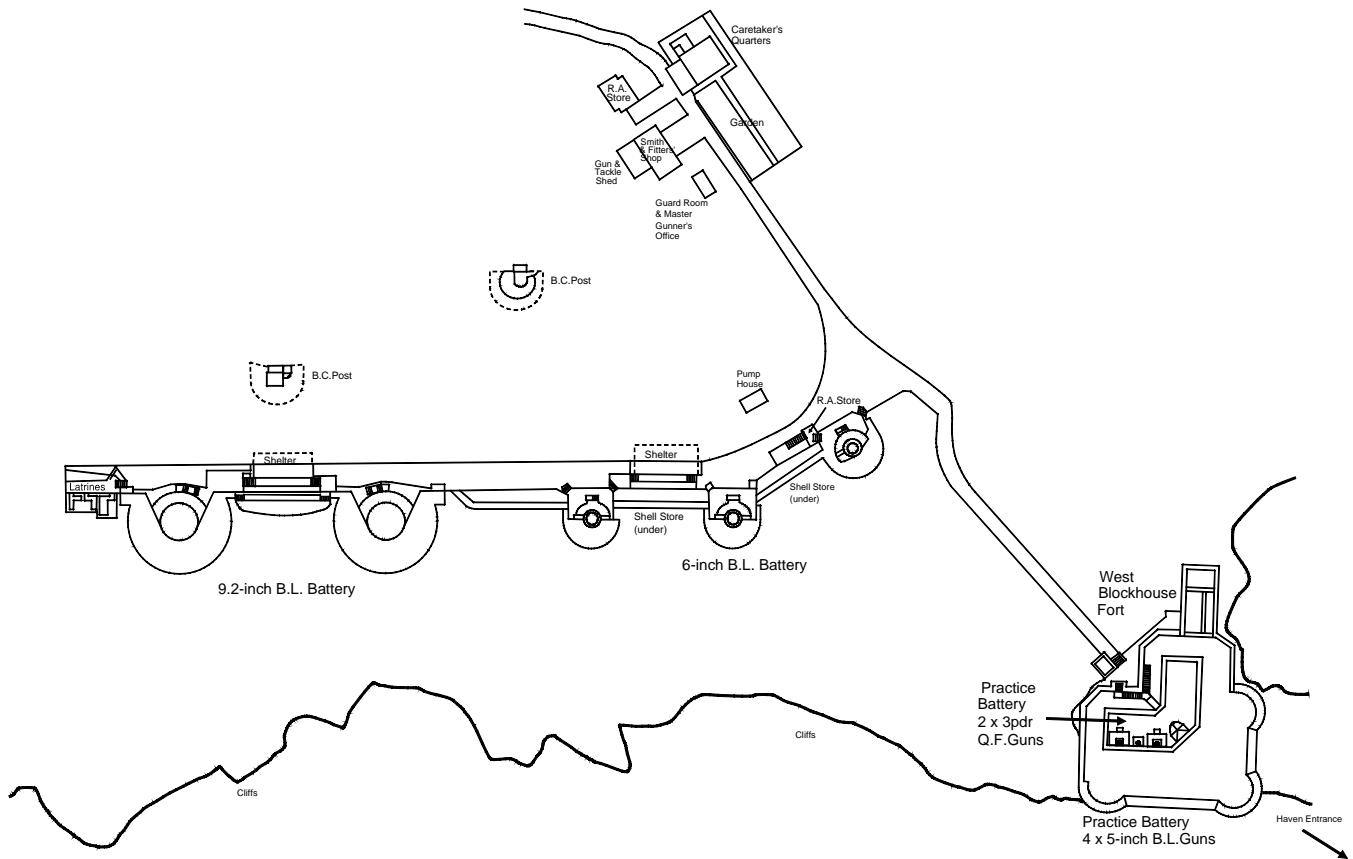 Caretaker's
Quarters
R.A.
Store
Garden
Smith
& Fitters'
Shop
Gun &
Tackle
Shed
Guard Room
& Master
Gunner's
Office
B.C.Post
B.C.Post
Pump
House
R.A.Store
Shelter
Shelter
Latrines
Shell Store
(under)
Shell Store
(under)
9.2-inch B.L. Battery
6-inch B.L. Battery
West
Blockhouse
Fort
Practice
Battery
2 x 3pdr
Q.F.Guns
Cliffs
Cliffs
Practice Battery
4 x 5-inch B.L.Guns
Haven Entrance